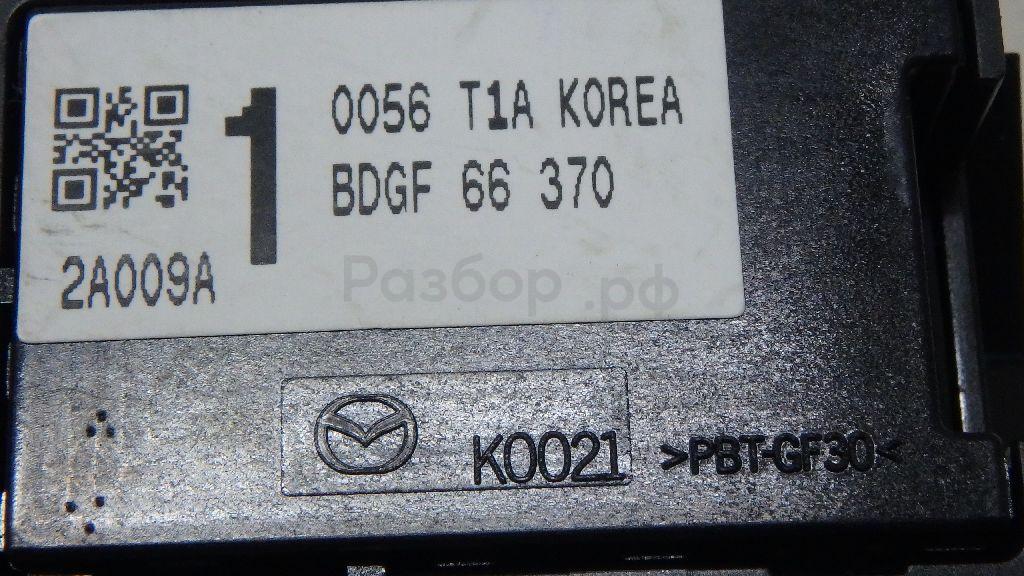 1
0056 T1A KOREA
BDGF 66 370
2A009A
Разбор.рф
K0021
>PBT-GF30<